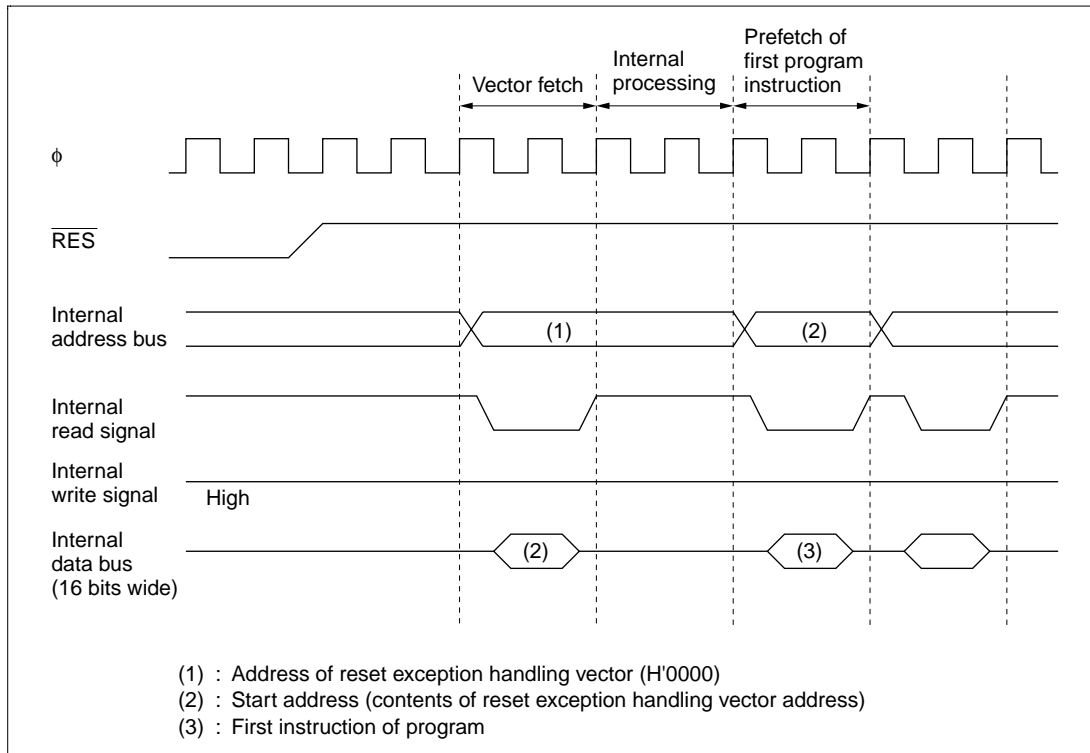 Prefetch of
first program
instruction
Internal
processing
Vector fetch
φ
RES
Internal
address bus
(1)
(2)
Internal
read signal
Internal
write signal
High
Internal
data bus
(16 bits wide)
(2)
(3)
(1) : Address of reset exception handling vector (H'0000)
(2) : Start address (contents of reset exception handling vector address)
(3) : First instruction of program